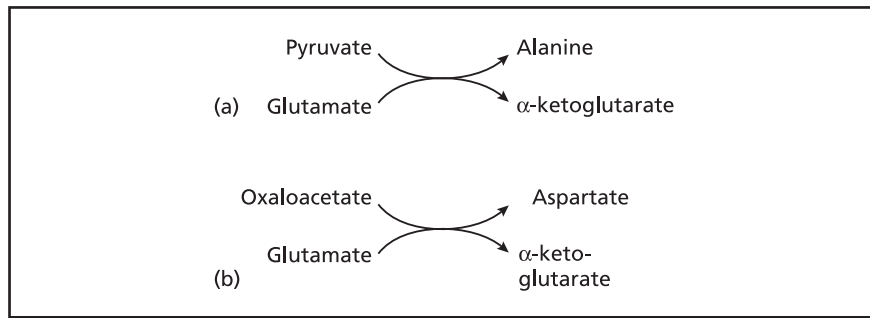 Pyruvate Alanine
(a) Glutamate α-ketoglutarate
Oxaloacetate Aspartate
Glutamate α-keto-
(b) glutarate